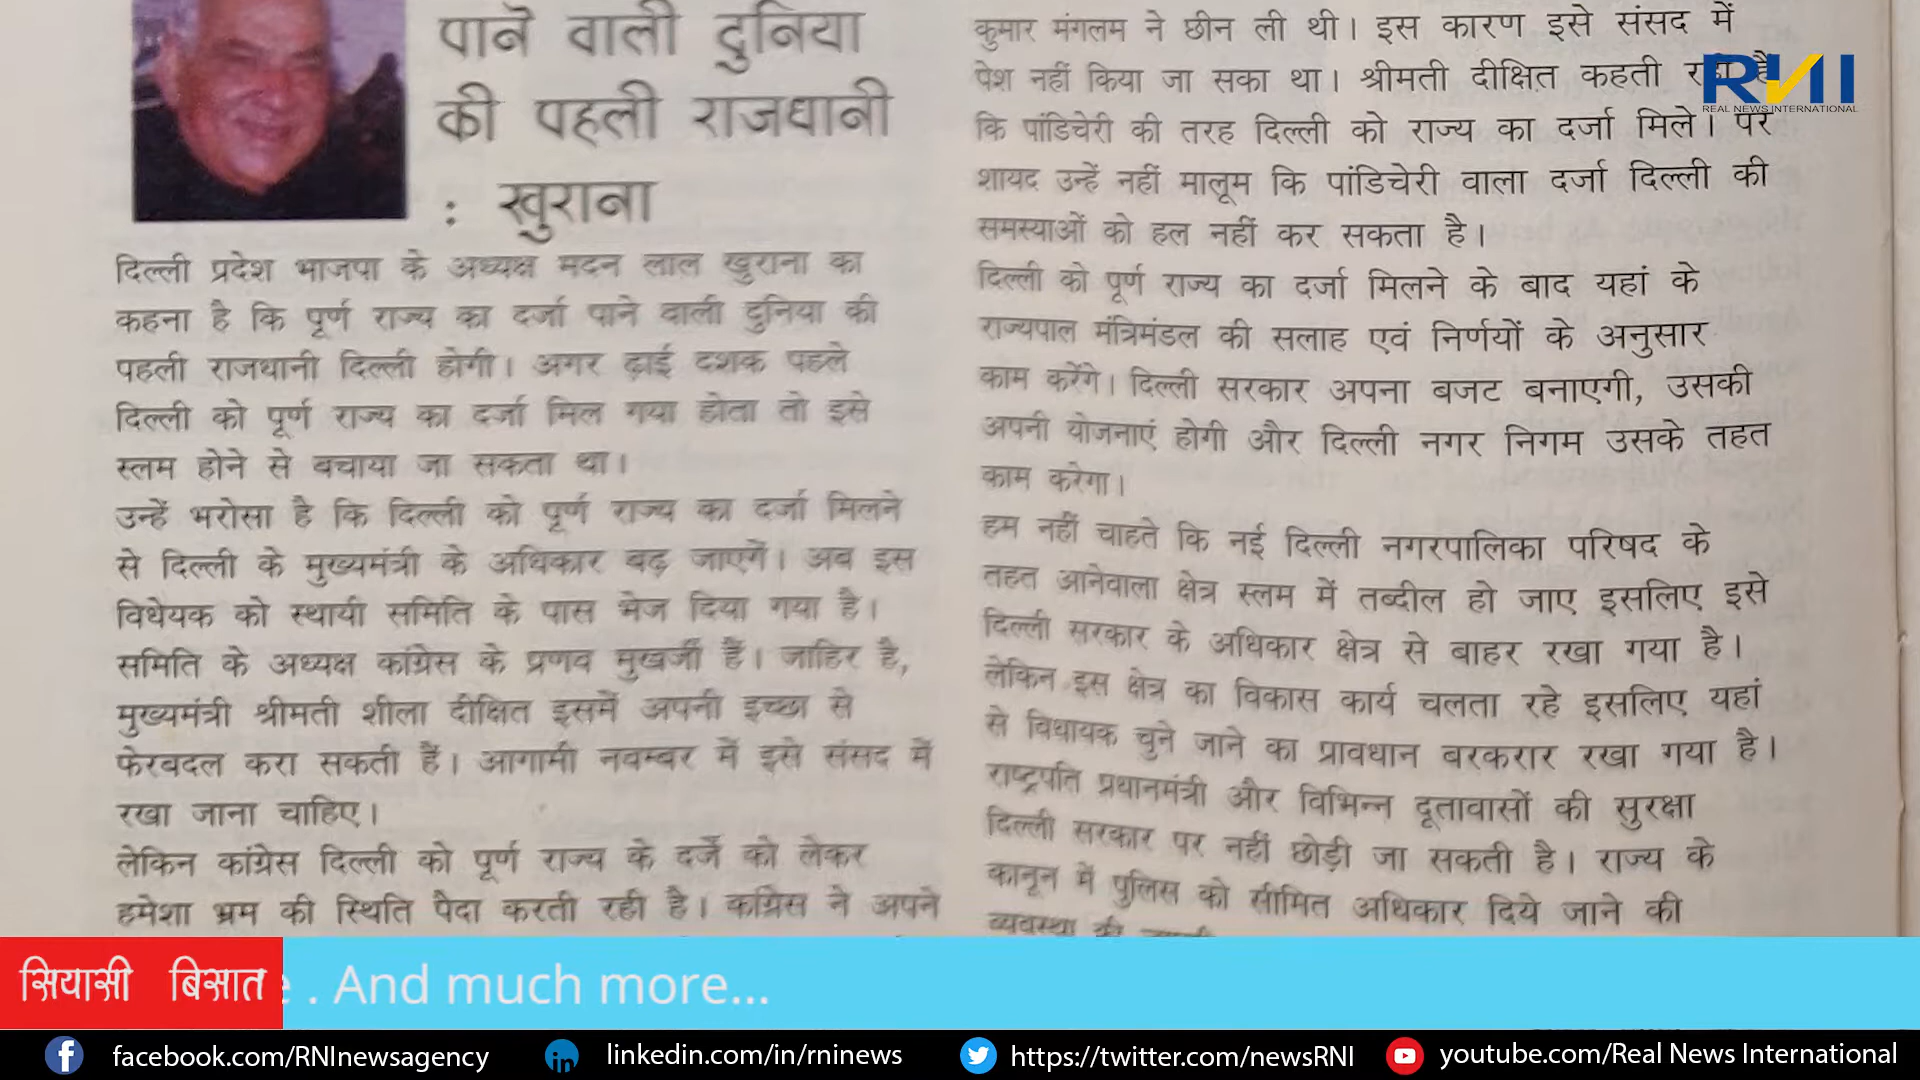 पाने वाली दुनिया
की पहली राजधानी
: खुराना
दिल्ली प्रदेश भाजपा के अध्यक्ष मदन लाल खुराना का
कहना है कि पूर्ण राज्य का दर्जा पाने वाली दुनिया की
पहली राजधानी दिल्ली होगी। अगर ढ़ाई दशक पहले
दिल्ली को पूर्ण राज्य का दर्जा मिल गया होता तो इसे
स्लम होने से बचाया जा सकता था।
उन्हें भरोसा है कि दिल्ली को पूर्ण राज्य का दर्जा मिलने
से दिल्ली के मुख्यमंत्री के अधिकार बढ़ जाएगें। अब इस
विधेयक को स्थायी समिति के पास भेज दिया गया है।
समिति के अध्यक्ष कांग्रेस के प्रणव मुखर्जी हैं। जाहिर है,
मुख्यमंत्री श्रीमती शीला दीक्षित इसमें अपनी इच्छा से
फेरबदल करा सकती हैं। आगामी नवम्बर में इसे संसद में
रखा जाना चाहिए।
लेकिन कांग्रेस दिल्ली को पूर्ण राज्य के दर्जे को लेकर
हमेशा भ्रम की स्थिति पैदा करती रही है। कांग्रेस ने अपने
कुमार मंगलम ने छीन ली थी। इस कारण इसे संसद में
पेश नहीं किया जा सका था। श्रीमती दीक्षित कहती रही हैं
कि पांडिचेरी की तरह दिल्ली को राज्य का दर्जा मिले। पर
शायद उन्हें नहीं मालूम कि पांडिचेरी वाला दर्जा दिल्ली की
समस्याओं को हल नहीं कर सकता है।
दिल्ली को पूर्ण राज्य का दर्जा मिलने के बाद यहां के
राज्यपाल मंत्रिमंडल की सलाह एवं निर्णयों के अनुसार
काम करेंगे। दिल्ली सरकार अपना बजट बनाएगी, उसकी
अपनी योजनाएं होगी और दिल्ली नगर निगम उसके तहत
काम करेगा।
हम नहीं चाहते कि नई दिल्ली नगरपालिका परिषद के
तहत आनेवाला क्षेत्र स्लम में तब्दील हो जाए इसलिए इसे
दिल्ली सरकार के अधिकार क्षेत्र से बाहर रखा गया है।
लेकिन इस क्षेत्र का विकास कार्य चलता रहे इसलिए यहां
से विधायक चुने जाने का प्रावधान बरकरार रखा गया है।
राष्ट्रपति प्रधानमंत्री और विभिन्न दूतावासों की सुरक्षा
दिल्ली सरकार पर नहीं छोड़ी जा सकती है। राज्य के
कानून में पुलिस को सीमित अधिकार दिये जाने की
व्यवस्था की
RNI
REAL NEWS INTERNATIONAL
सियासी बिसात
. And much more...
facebook.com/RNInewsagency
linkedin.com/in/rninews
https://twitter.com/newsRNI
youtube.com/Real News International